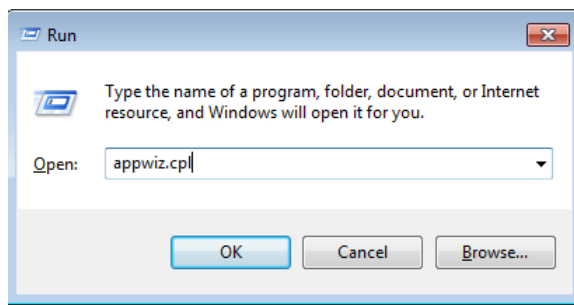 Run
Type the name of a program, folder, document, or Internet
resource, and Windows will open it for you.
Open: appwiz.cpl
OK Cancel Browse...